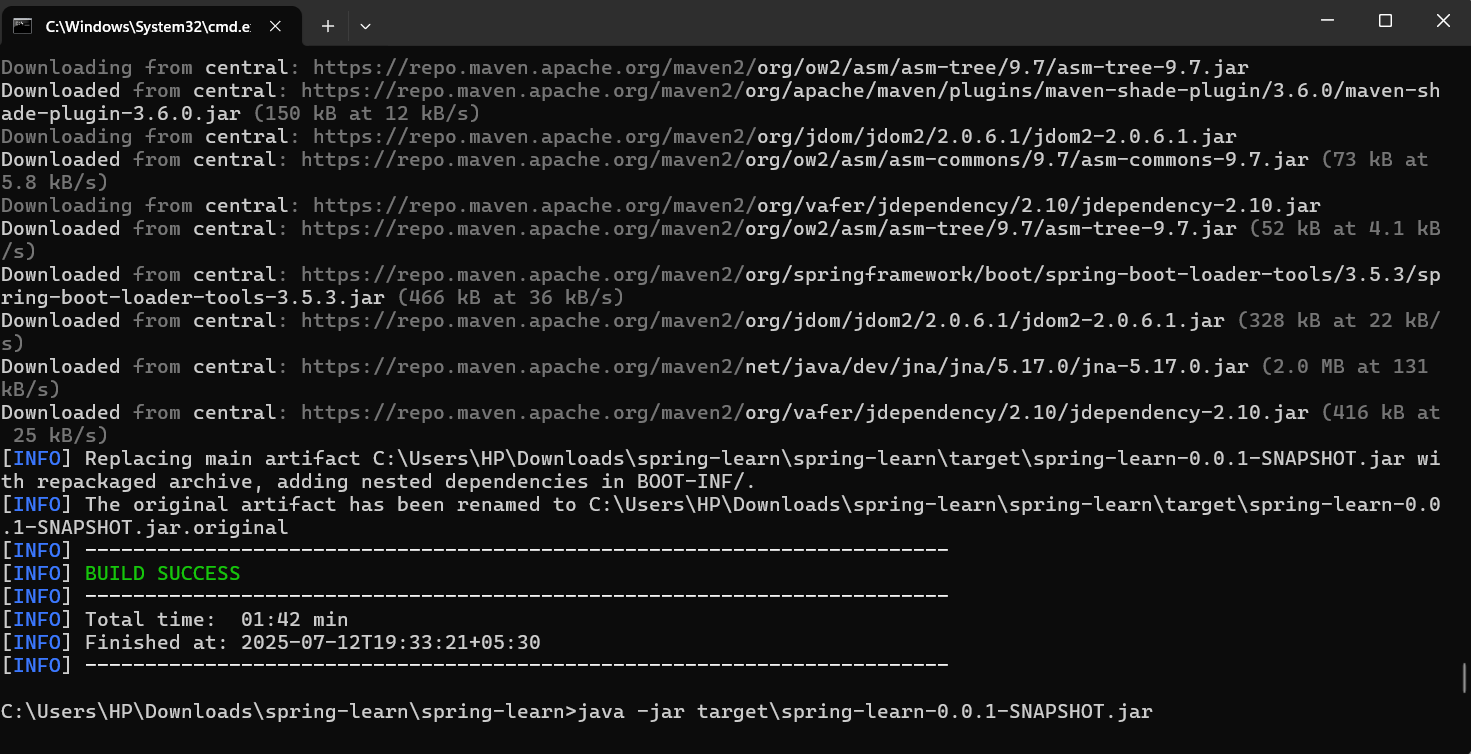 C:\Windows\System32\cmd.e
Downloading from central: https://repo.maven.apache.org/maven2/org/ow2/asm/asm-tree/9.7/asm-tree-9.7.jar
Downloaded from central: https://repo.maven.apache.org/maven2/org/apache/maven/plugins/maven-shade-plugin/3.6.0/maven-sh
ade-plugin-3.6.0.jar (150 kB at 12 kB/s)
Downloading from central: https://repo.maven.apache.org/maven2/org/jdom/jdom2/2.0.6.1/jdom2-2.0.6.1.jar
Downloaded from central: https://repo.maven.apache.org/maven2/org/ow2/asm/asm-commons/9.7/asm-commons-9.7.jar (73 kB at
5.8 kB/s)
Downloading from central: https://repo.maven.apache.org/maven2/org/vafer/jdependency/2.10/jdependency-2.10.jar
Downloaded from central: https://repo.maven.apache.org/maven2/org/ow2/asm/asm-tree/9.7/asm-tree-9.7.jar (52 kB at 4.1 kB
/s)
Downloaded from central: https://repo.maven.apache.org/maven2/org/springframework/boot/spring-boot-loader-tools/3.5.3/sp
ring-boot-loader-tools-3.5.3.jar (466 kB at 36 kB/s)
Downloaded from central: https://repo.maven.apache.org/maven2/org/jdom/jdom2/2.0.6.1/jdom2-2.0.6.1.jar (328 kB at 22 kB/
s)
Downloaded from central: https://repo.maven.apache.org/maven2/net/java/dev/jna/jna/5.17.0/jna-5.17.0.jar (2.0 MB at 131
kB/s)
Downloaded from central: https://repo.maven.apache.org/maven2/org/vafer/jdependency/2.10/jdependency-2.10.jar (416 kB at
 25 kB/s)
[INFO] Replacing main artifact C:\Users\HP\Downloads\spring-learn\spring-learn\target\spring-learn-0.0.1-SNAPSHOT.jar wi
th repackaged archive, adding nested dependencies in BOOT-INF/.
[INFO] The original artifact has been renamed to C:\Users\HP\Downloads\spring-learn\spring-learn\target\spring-learn-0.0
.1-SNAPSHOT.jar.original
[INFO] ------------------------------------------------------------------------
[INFO] BUILD SUCCESS
[INFO] ------------------------------------------------------------------------
[INFO] Total time:  01:42 min
[INFO] Finished at: 2025-07-12T19:33:21+05:30
[INFO] ------------------------------------------------------------------------
C:\Users\HP\Downloads\spring-learn\spring-learn>java -jar target\spring-learn-0.0.1-SNAPSHOT.jar